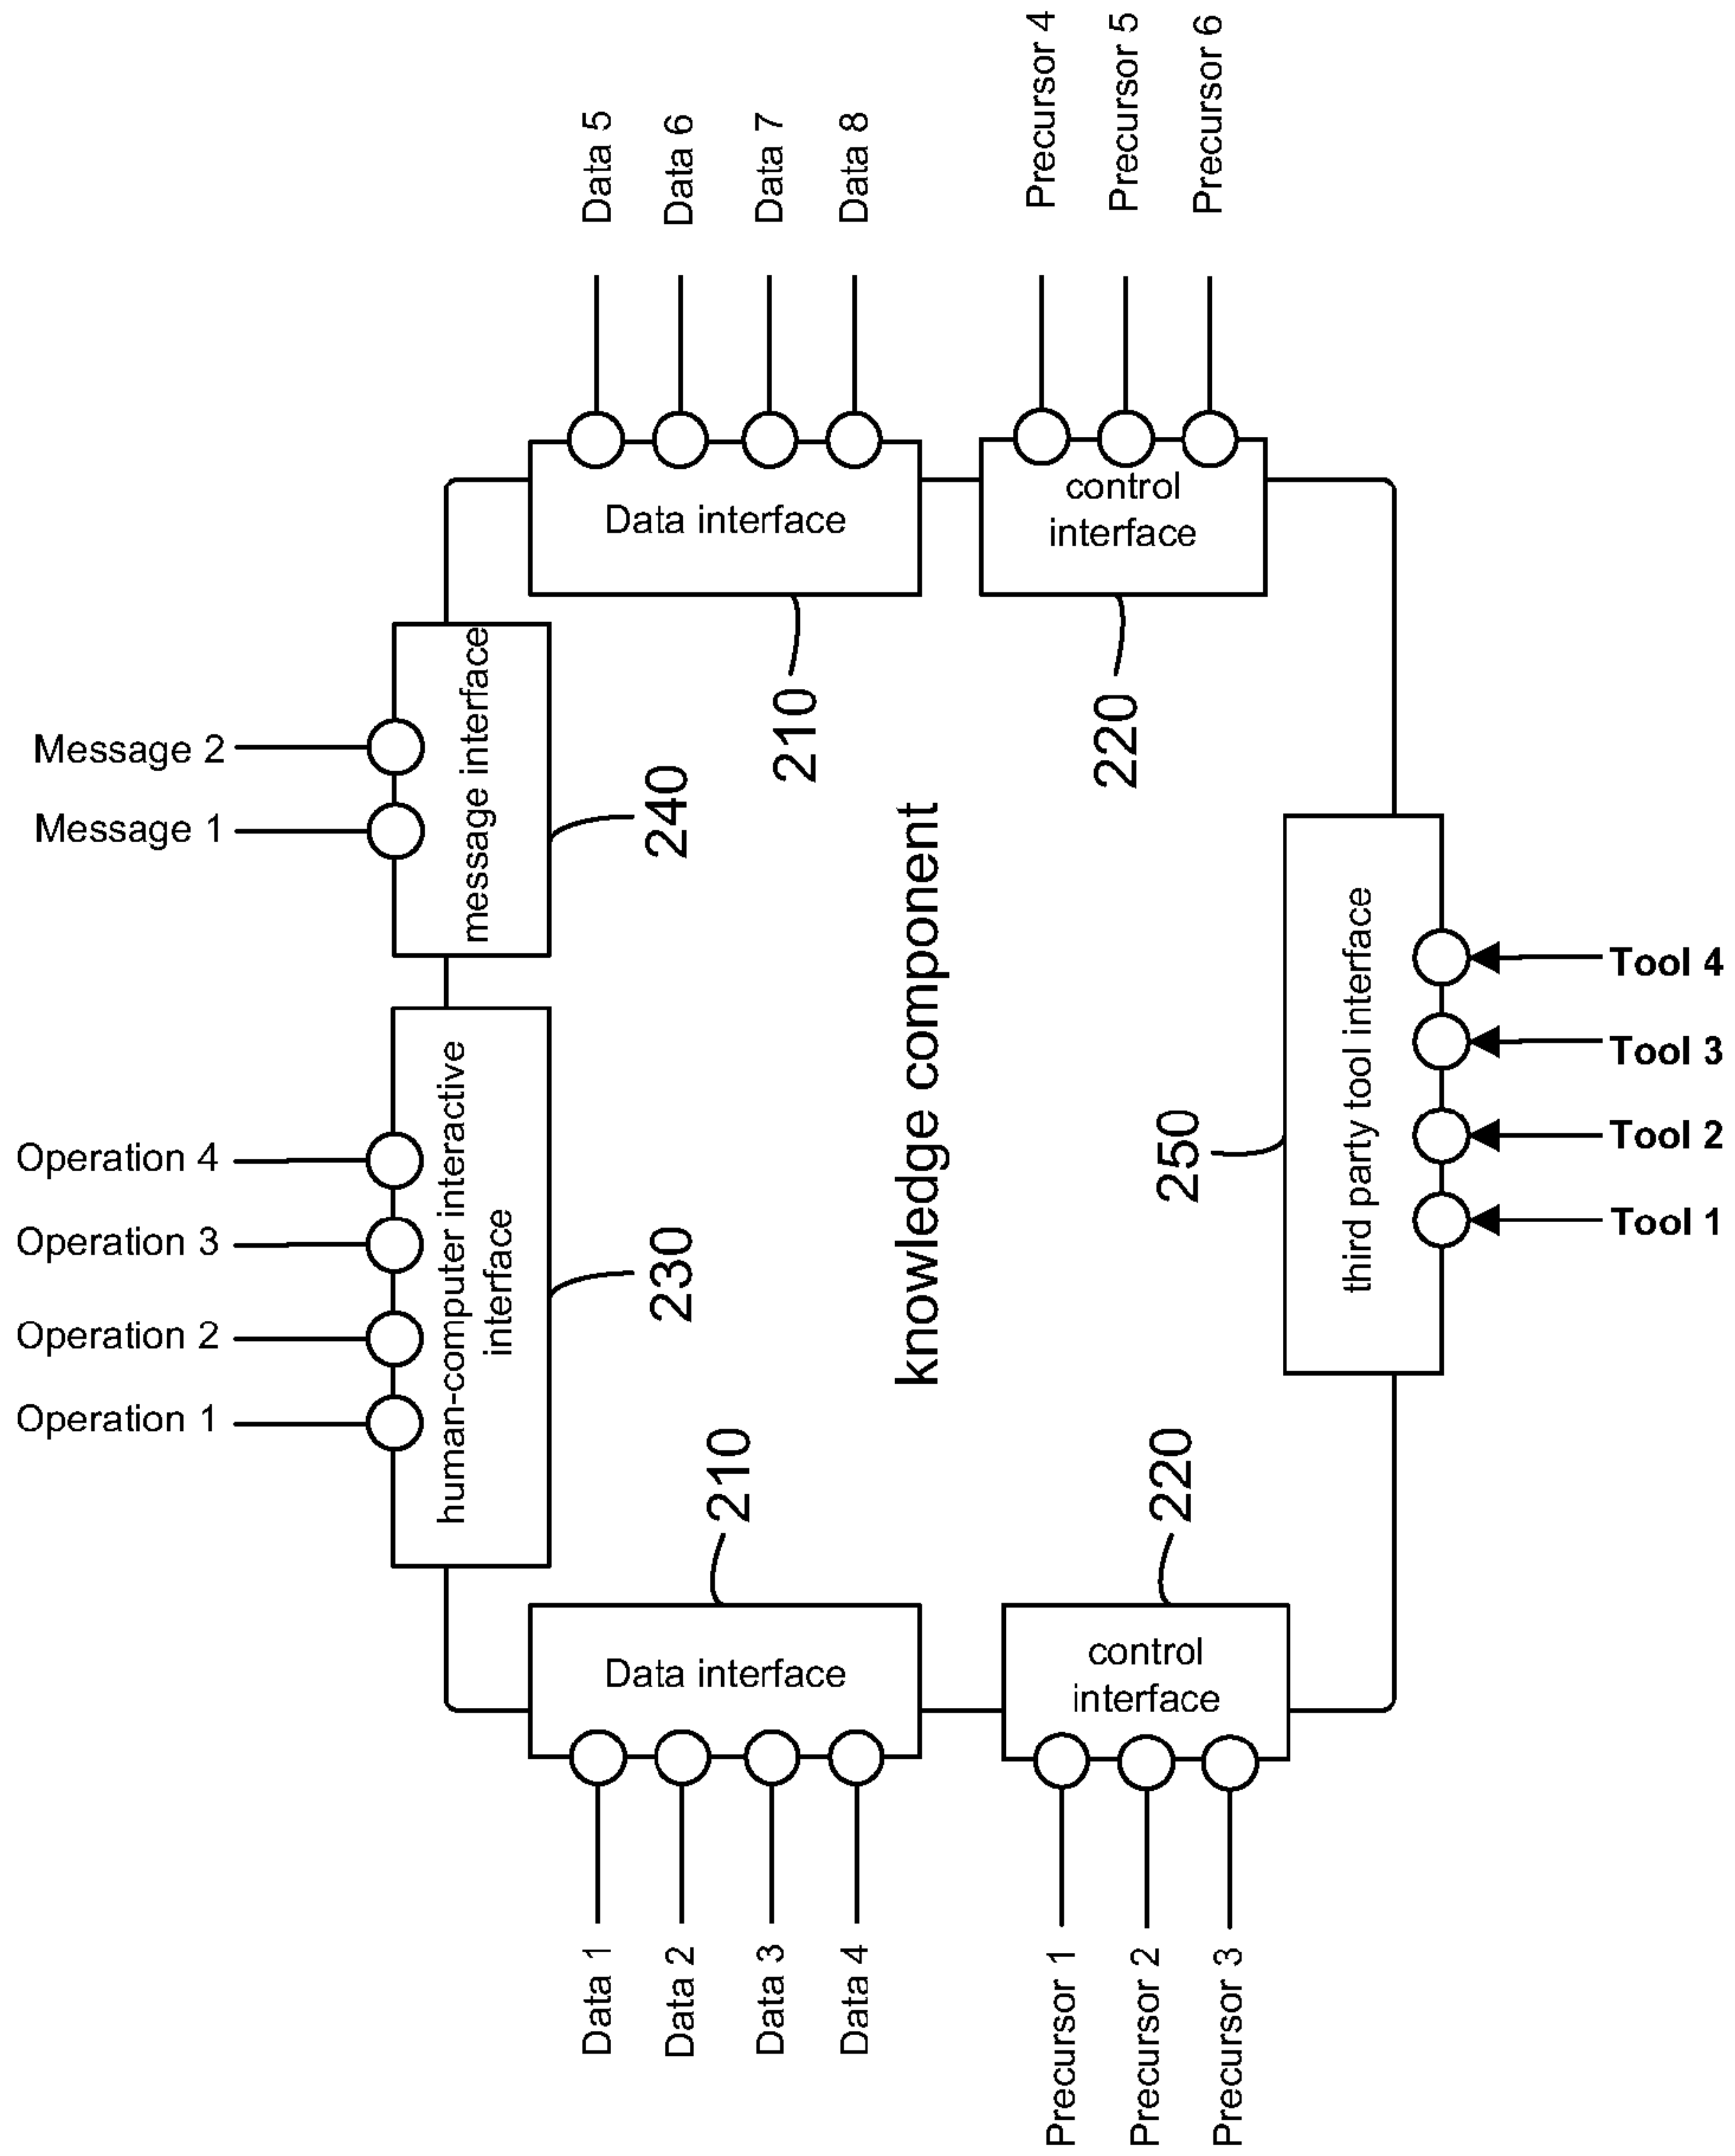 Data 5
Data 6
Data 7
Data 8
Precursor 4
Precursor 5
Precursor 6
control
interface
Data interface
210
220
Message 2
Message 1
message interface
240
knowledge component
Operation 4
Operation 3
Operation 2
Operation 1
human-computer interactive
interface
230
250
third party tool interface
Tool 4
Tool 3
Tool 2
Tool 1
210
220
Data interface
control
interface
Data 1
Data 2
Data 3
Data 4
Precursor 1
Precursor 2
Precursor 3